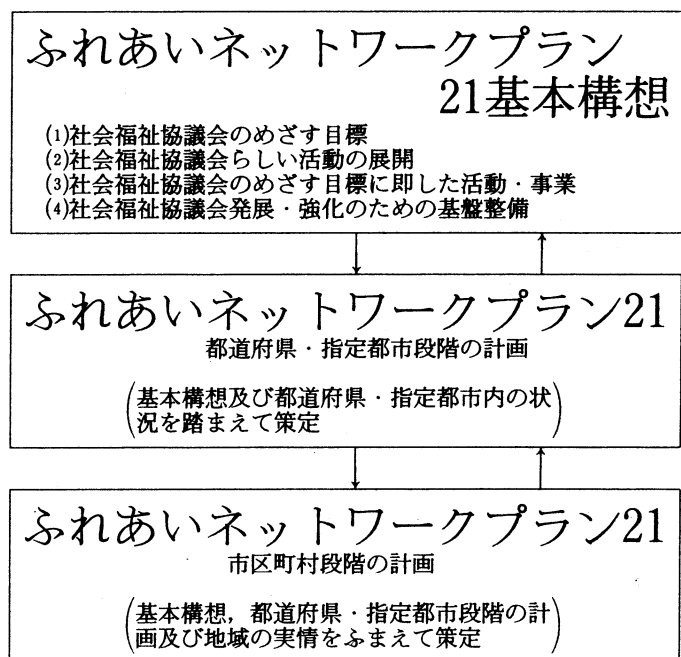 ふれあいネットワークプラン
21基本構想
(1)社会福祉協議会のめざす目標
(2)社会福祉協議会らしい活動の展開
(3)社会福祉協議会のめざす目標に即した活動・事業
(4)社会福祉協議会発展・強化のための基盤整備
ふれあいネットワークプラン21
都道府県・指定都市段階の計画
(基本構想及び都道府県・指定都市内の状
況を踏まえて策定)
ふれあいネットワークプラン21
市区町村段階の計画
(基本構想，都道府県・指定都市段階の計
画及び地域の実情をふまえて策定)